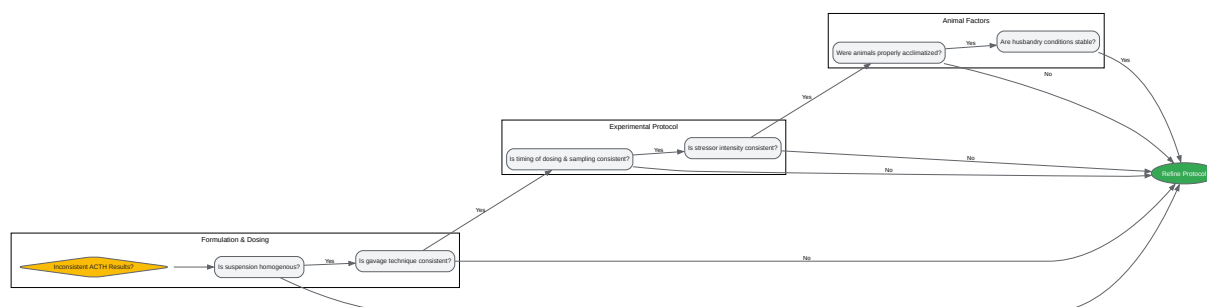 Animal Factors
Were animals properly acclimatized?
Yes
Are husbandry conditions stable?
Yes
No
Yes
Experimental Protocol
Is timing of dosing & sampling consistent?
Yes
Is stressor intensity consistent?
No
No
Refine Protocol
Yes
Formulation & Dosing
Inconsistent ACTH Results?
Is suspension homogenous?
Yes
Is gavage technique consistent?
No